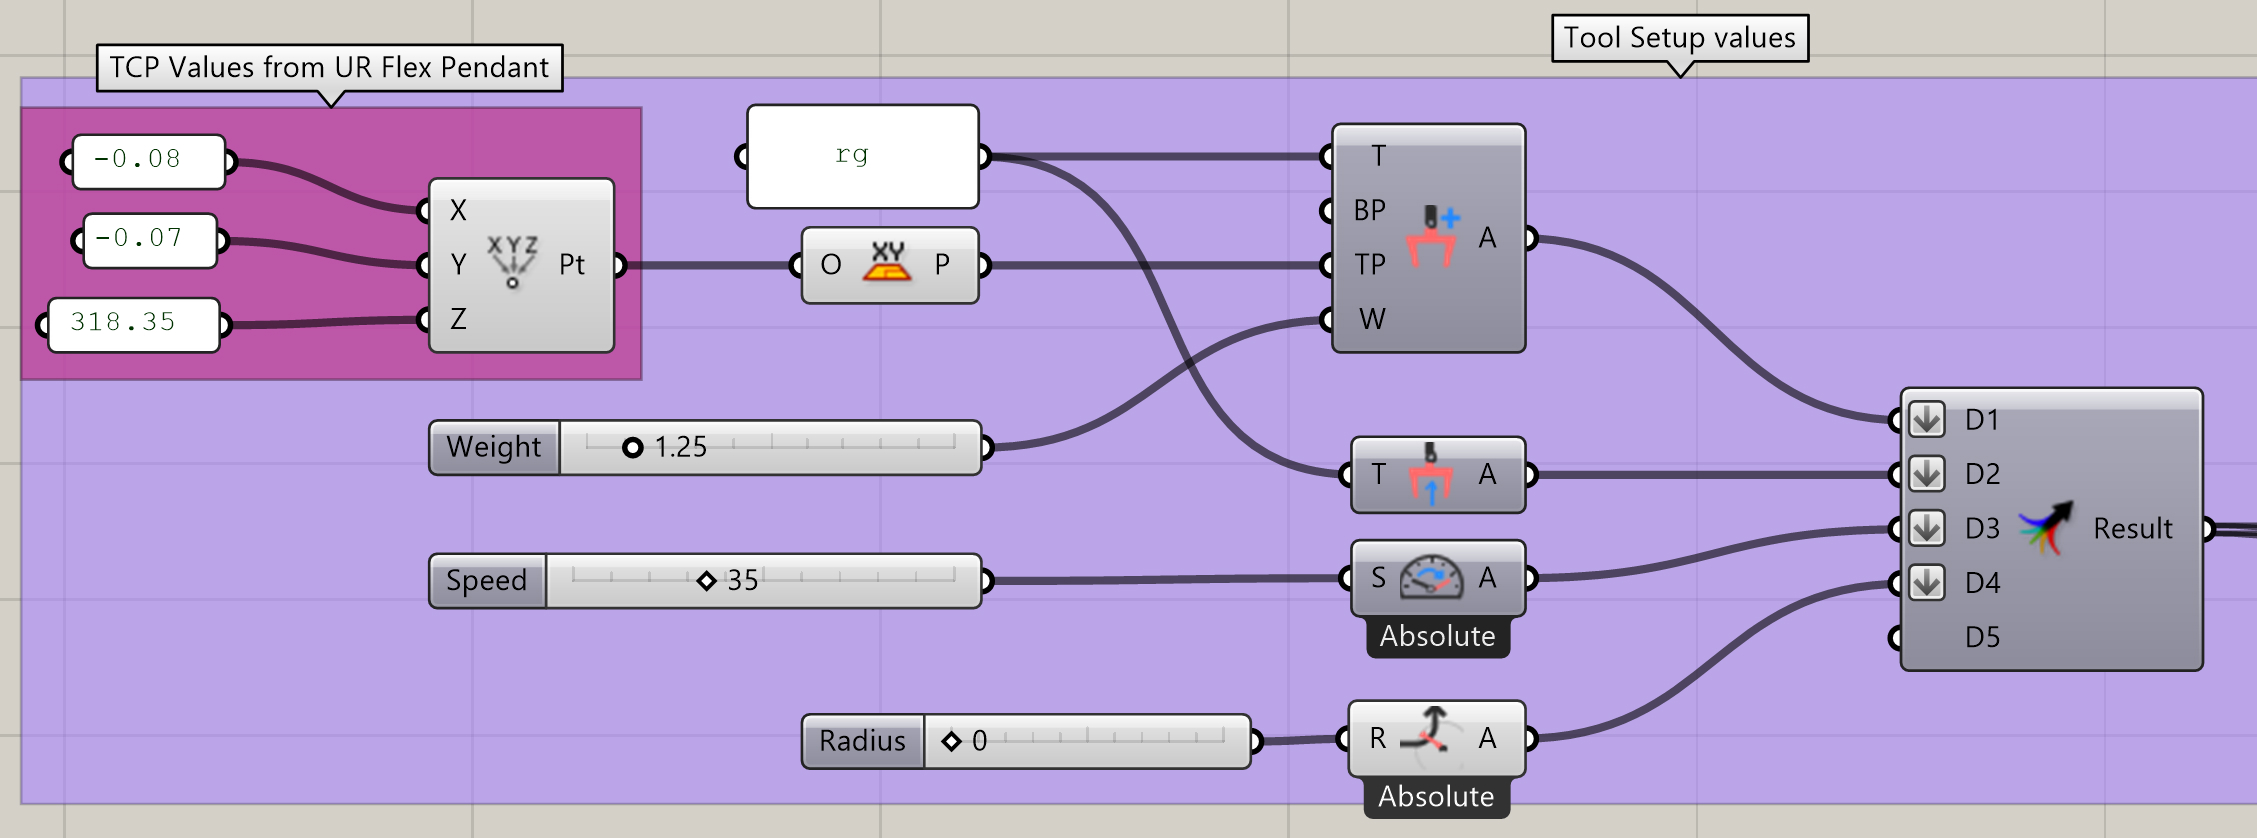 TCP Values from UR Flex Pendant
Tool Setup values
-0.08
-0.07
318.35
X
Y
Z
XYZ
Pt
rg
O
XY
P
T
BP
TP
W
A
Weight
1.25
T
A
Speed
35
S
A
Absolute
Radius
0
R
A
Absolute
D1
D2
D3
D4
D5
Result